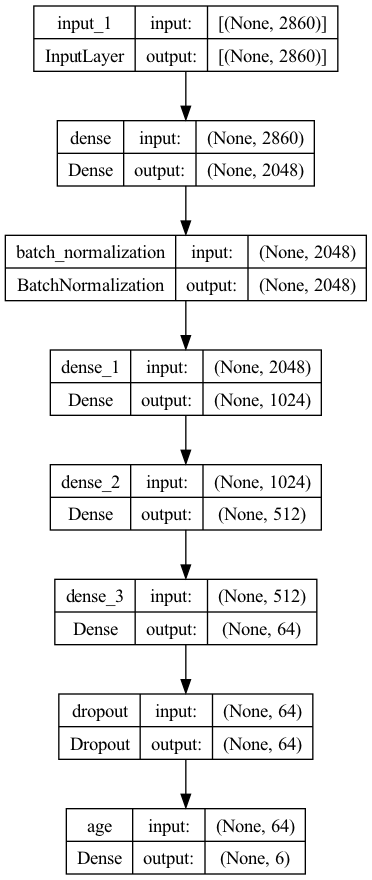 input_1 input: [(None, 2860)]
InputLayer output: [(None, 2860)]
dense input: (None, 2860)
Dense output: (None, 2048)
batch_normalization input: (None, 2048)
BatchNormalization output: (None, 2048)
dense_1 input: (None, 2048)
Dense output: (None, 1024)
dense_2 input: (None, 1024)
Dense output: (None, 512)
dense_3 input: (None, 512)
Dense output: (None, 64)
dropout input: (None, 64)
Dropout output: (None, 64)
age input: (None, 64)
Dense output: (None, 6)